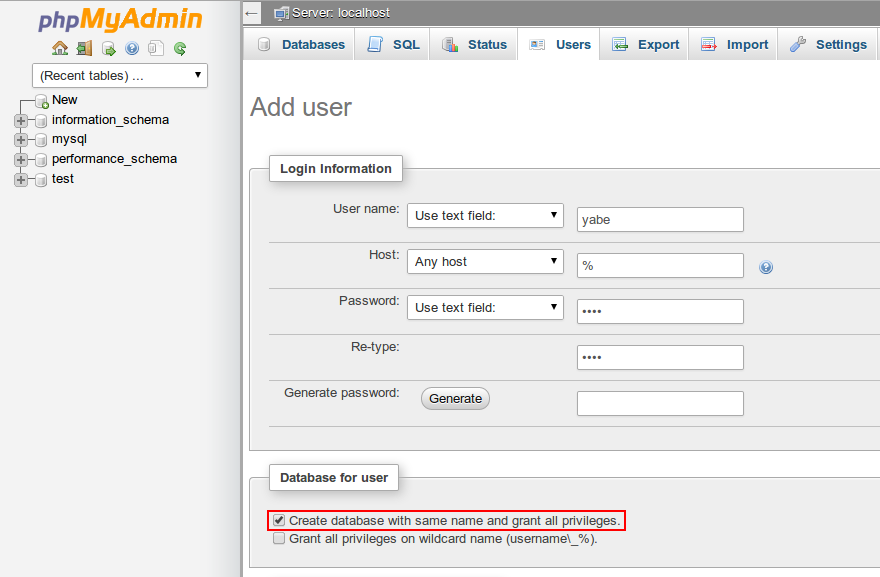 phpMyAdmin
(Recent tables) ...
New
information_schema
mysql
performance_schema
test
Server: localhost
Databases SQL Status Users Export Import Settings
Add user
Login Information
User name: Use text field: yabe
Host: Any host %
Password: Use text field: ••••
Re-type: ••••
Generate password: Generate
Database for user
Create database with same name and grant all privileges.
Grant all privileges on wildcard name (username\_%).